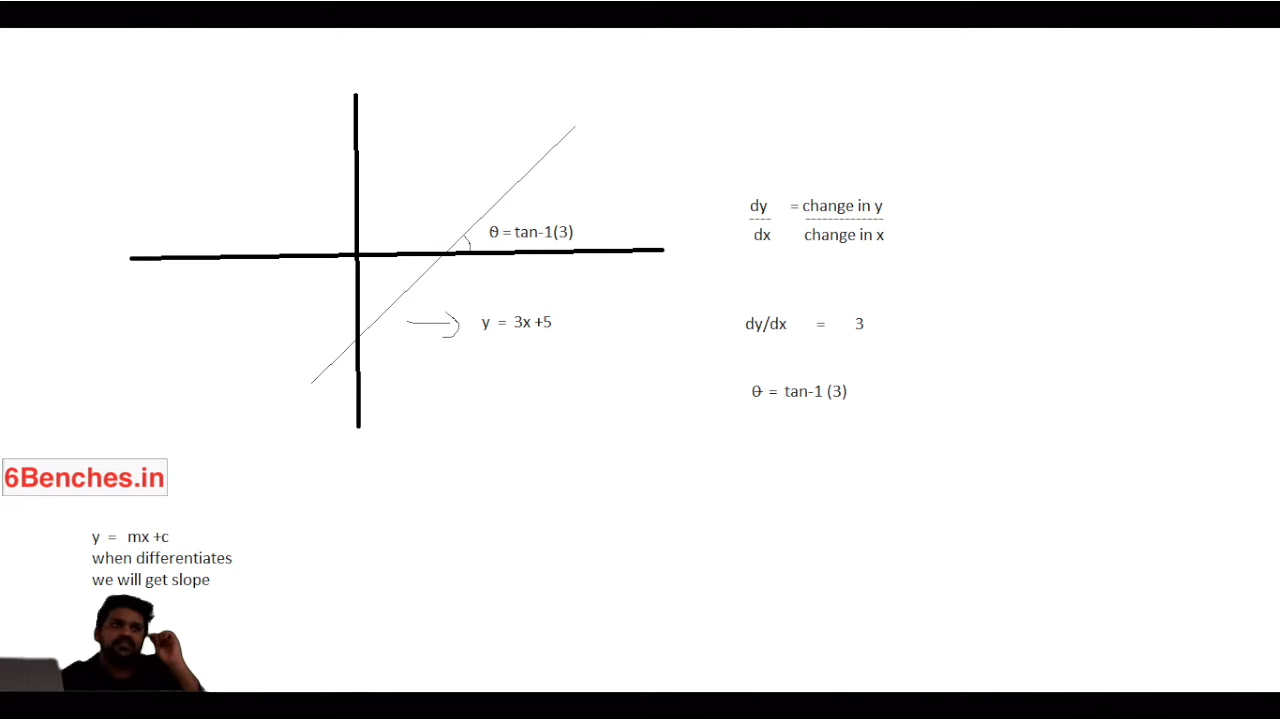 θ = tan-1(3)
y = 3x +5
dy = change in y
dx change in x
dy/dx = 3
θ = tan-1 (3)
6Benches.in
y = mx +c
when differentiates
we will get slope